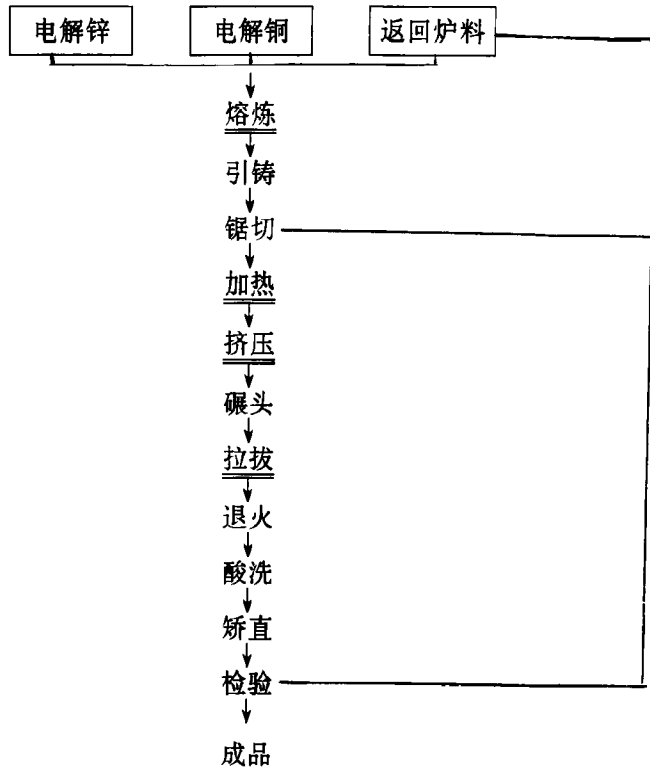 电解锌 电解铜 返回炉料
熔炼
引铸
锯切
加热
挤压
碾头
拉拔
退火
酸洗
矫直
检验
成品